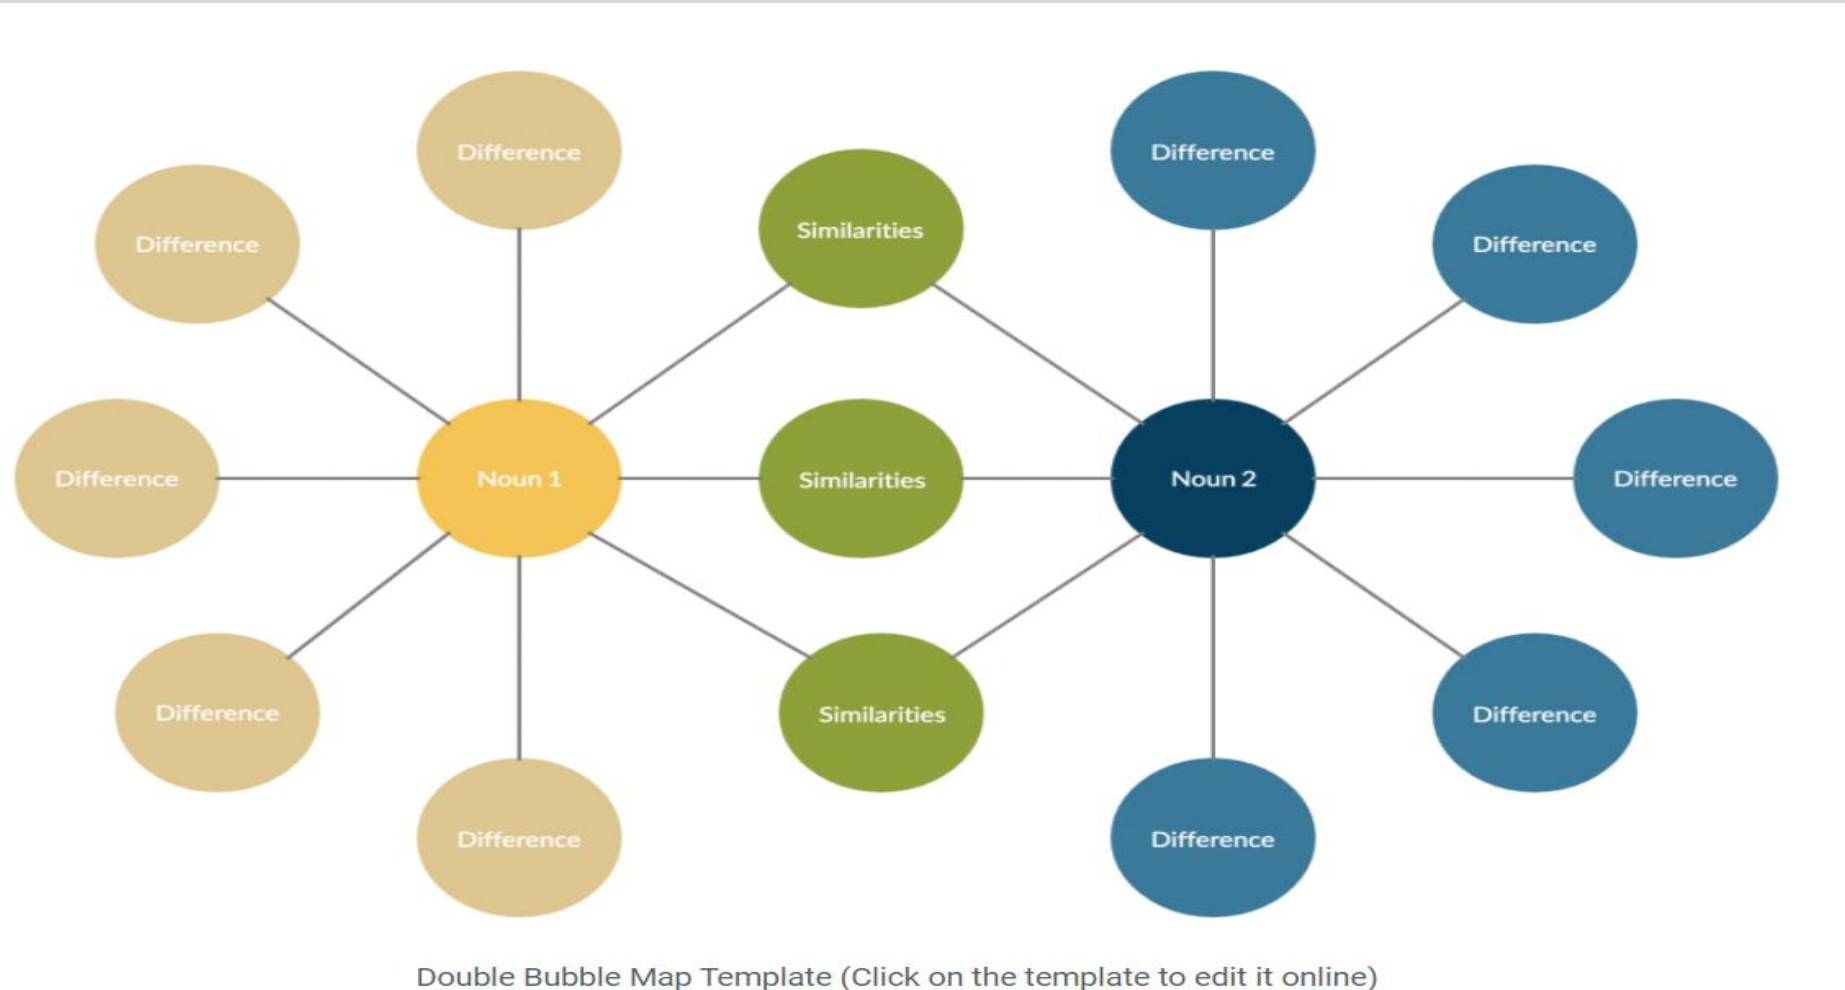 Difference
Difference
Similarities
Difference
Difference
Difference
Noun 1
Similarities
Noun 2
Difference
Difference
Similarities
Difference
Difference
Difference
Double Bubble Map Template (Click on the template to edit it online)